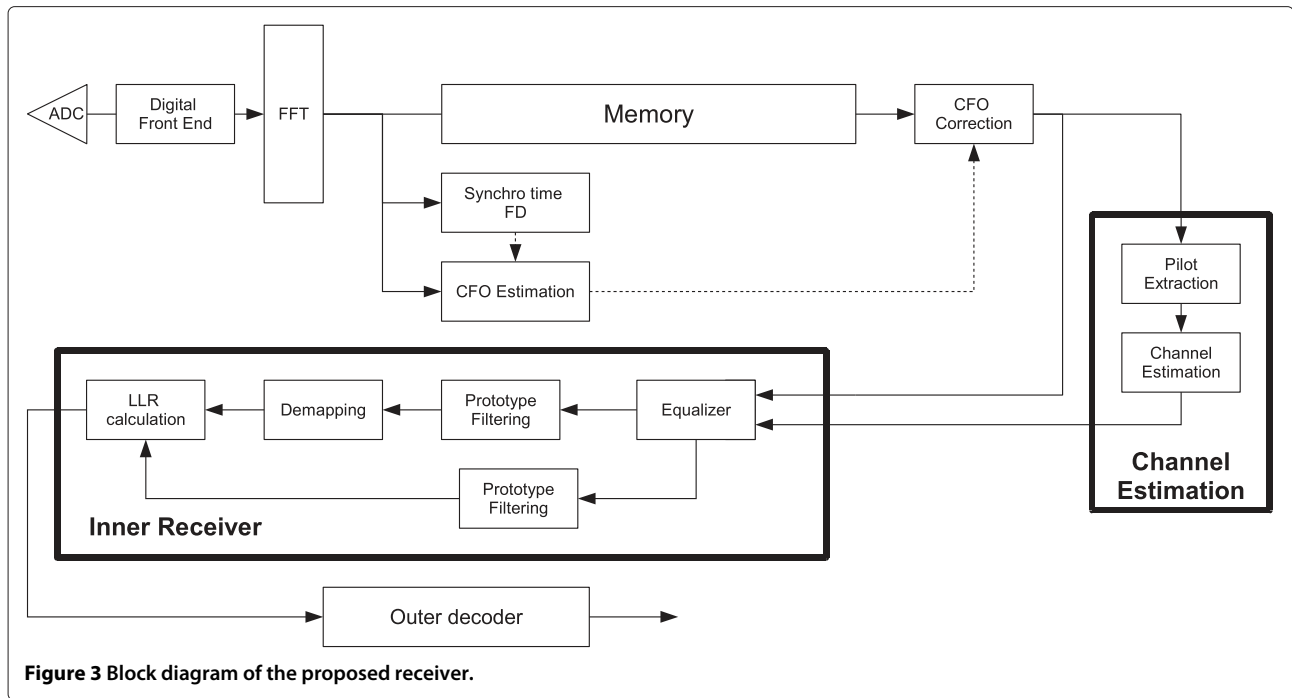 ADC
Digital
Front End
FFT
Memory
CFO
Correction
Synchro time
FD
CFO Estimation
Pilot
Extraction
Channel
Estimation
Channel
Estimation
LLR
calculation
Demapping
Prototype
Filtering
Equalizer
Prototype
Filtering
Inner Receiver
Outer decoder
Figure 3 Block diagram of the proposed receiver.